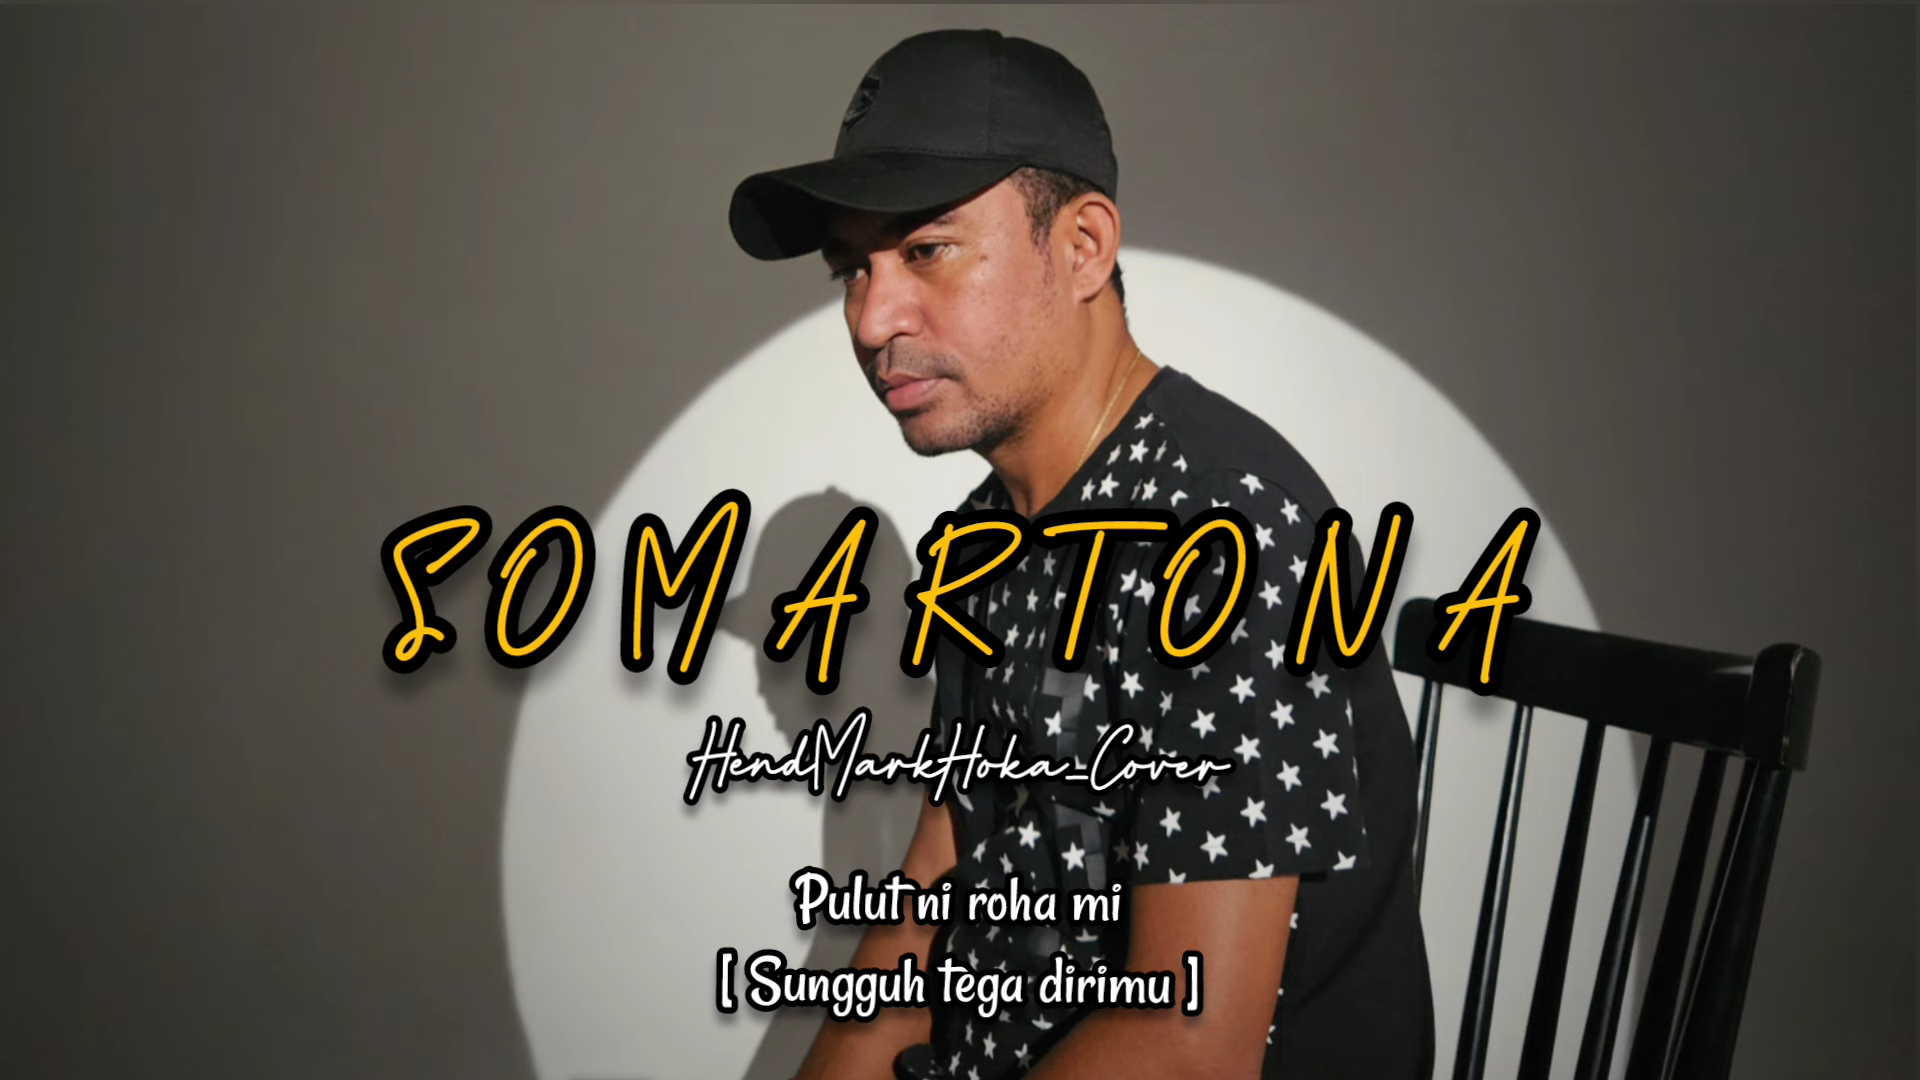 SOMARTONA
HendMarkHoka_Cover
Pulut ni roha mi
[ Sungguh tega dirimu ]